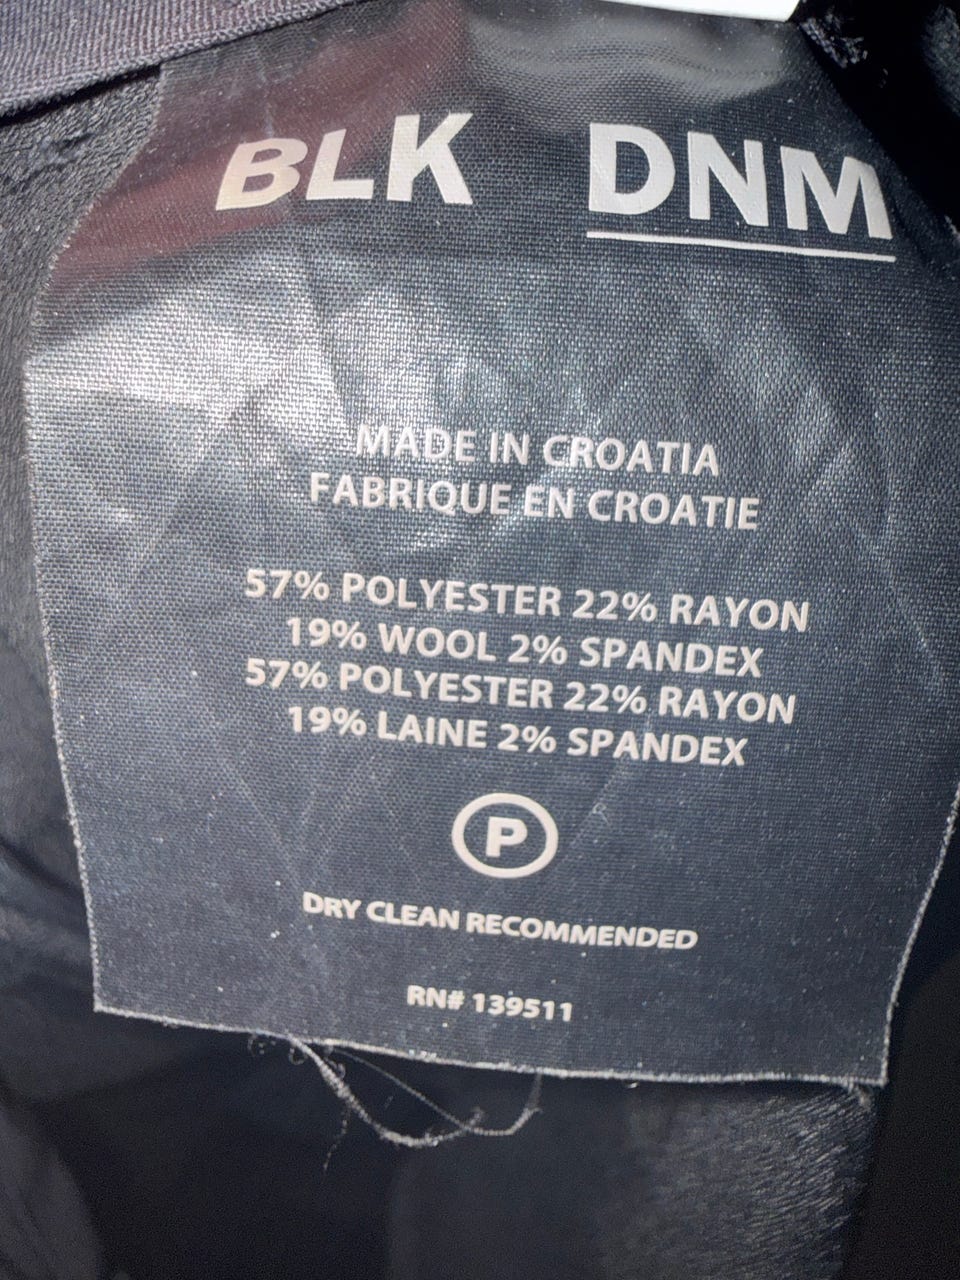 BLK DNM
MADE IN CROATIA
FABRIQUE EN CROATIE
57% POLYESTER 22% RAYON
19% WOOL 2% SPANDEX
57% POLYESTER 22% RAYON
19% LAINE 2% SPANDEX
P
DRY CLEAN RECOMMENDED
RN# 139511